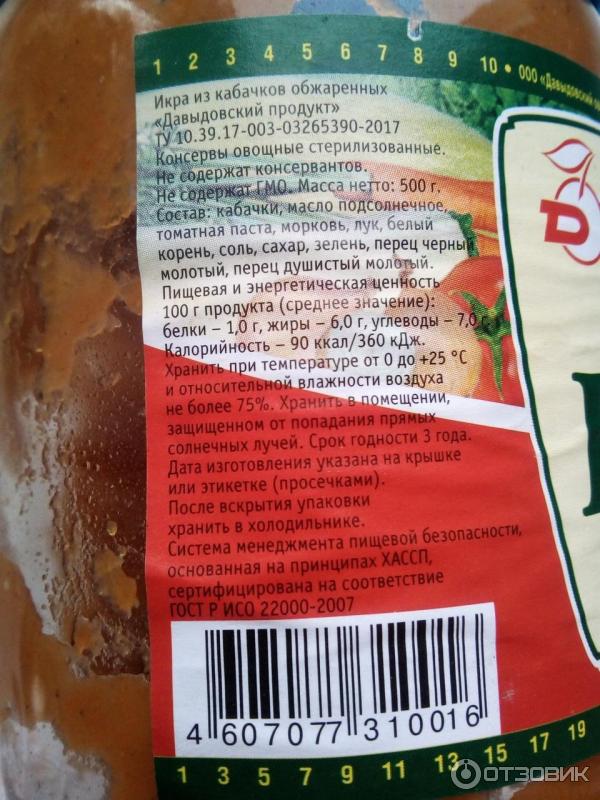 1 2 3 4 5 6 7 8 9 10 • ООО «Давыдовский
Икра из кабачков обжаренных
«Давыдовский продукт»
ТУ 10.39.17-003-03265390-2017
Консервы овощные стерилизованные.
Не содержат консервантов.
Не содержат ГМО. Масса нетто: 500 г.
Состав: кабачки, масло подсолнечное,
томатная паста, морковь, лук, белый
корень, соль, сахар, зелень, перец черный
молотый, перец душистый молотый.
Пищевая и энергетическая ценность
100 г продукта (среднее значение):
белки – 1,0 г, жиры – 6,0 г, углеводы – 7,0 г.
Калорийность – 90 ккал/360 кДж.
Хранить при температуре от 0 до +25 °С
и относительной влажности воздуха
не более 75%. Хранить в помещении,
защищенном от попадания прямых
солнечных лучей. Срок годности 3 года.
Дата изготовления указана на крышке
или этикетке (просечками).
После вскрытия упаковки
хранить в холодильнике.
Система менеджмента пищевой безопасности,
основанная на принципах ХАССП,
сертифицирована на соответствие
ГОСТ Р ИСО 22000-2007
4 607077 310016
1 3 5 7 9 11 13 15 17 19
ОТЗОВИК